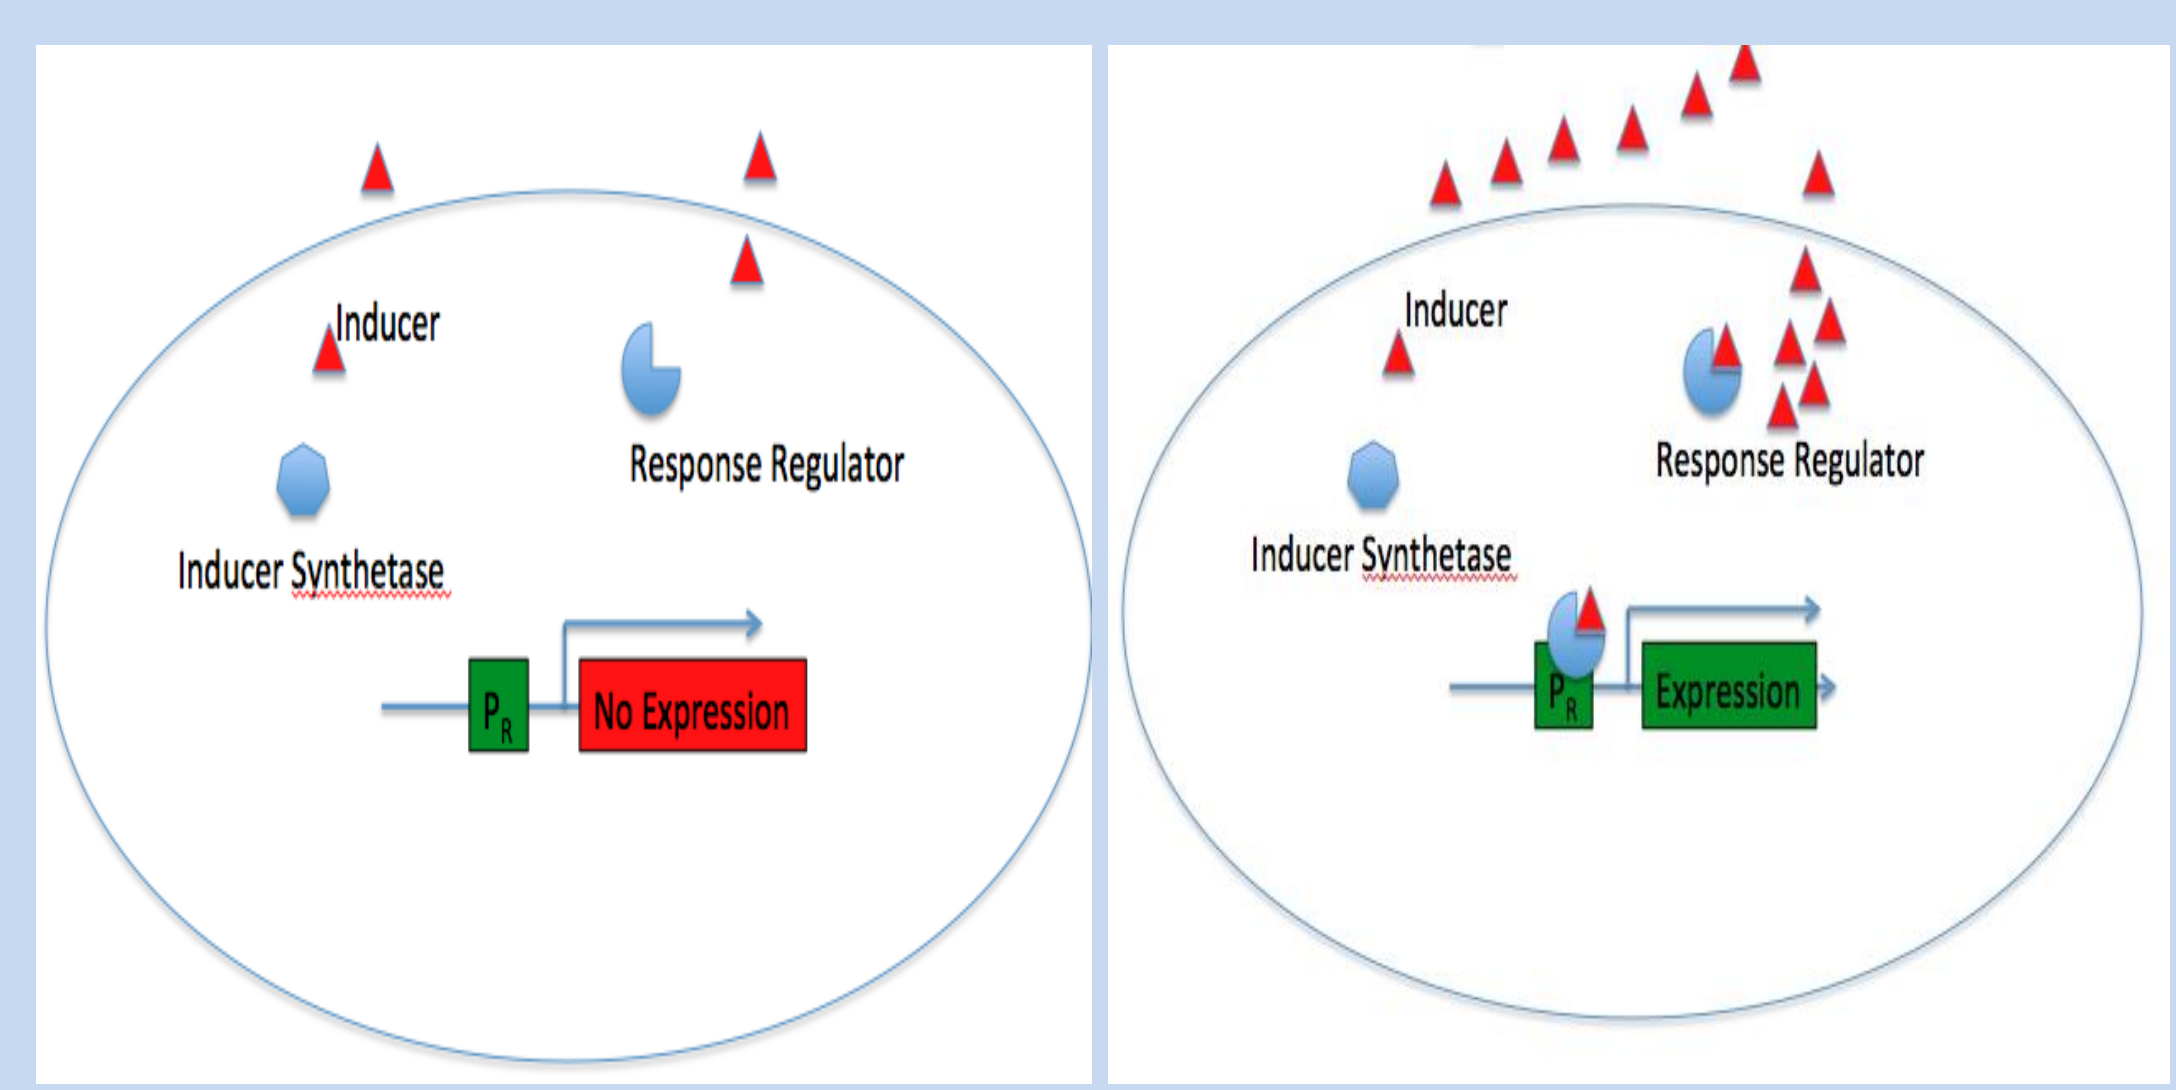 Inducer
Response Regulator
Inducer Synthetase
PR
No Expression
Inducer
Response Regulator
Inducer Synthetase
PR
Expression